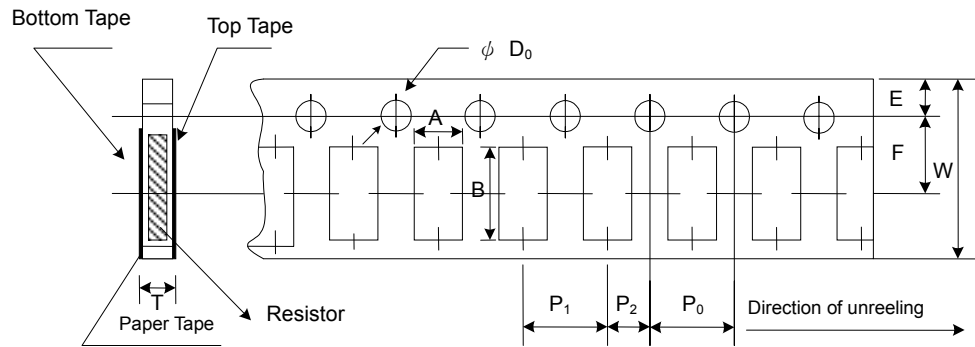 Bottom Tape
Top Tape
ψ D₀
A
B
E
F
W
T
Paper Tape
Resistor
P₁
P₂
P₀
Direction of unreeling